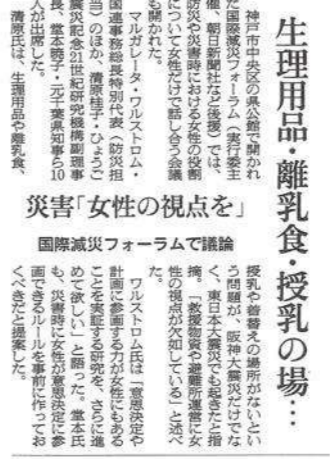 生理用品・離乳食・授乳の場…
災害「女性の視点を」
国際減災フォーラムで議論
神戸市中央区の県公館で開かれ
た国際減災フォーラム（実行委主
催、朝日新聞社など後援）では、
防災や災害時における女性の役割
について女性だけで話し合う会議
も開かれた。
マルガレータ・ワルストロム・
国連事務総長特別代表（防災担
当）のほか、清原桂子・ひょうご
震災記念21世紀研究機構副理事
長、堂本暁子・元千葉県知事ら10
人が出席した。
清原氏は、生理用品や離乳食、
授乳や着替えの場所がないとい
う問題が、阪神大震災だけでな
く、東日本大震災でも起きたと指
摘。「救援物資や避難所運営に女
性の視点が欠如している」と述べ
た。
ワルストロム氏は「意思決定や
計画に参画する力が女性にもある
ことを実証する研究を、さらに進
めて欲しい」と語った。堂本氏
も、災害時に女性が意思決定に参
画できるルールを事前に作ってお
くべきだと提案した。